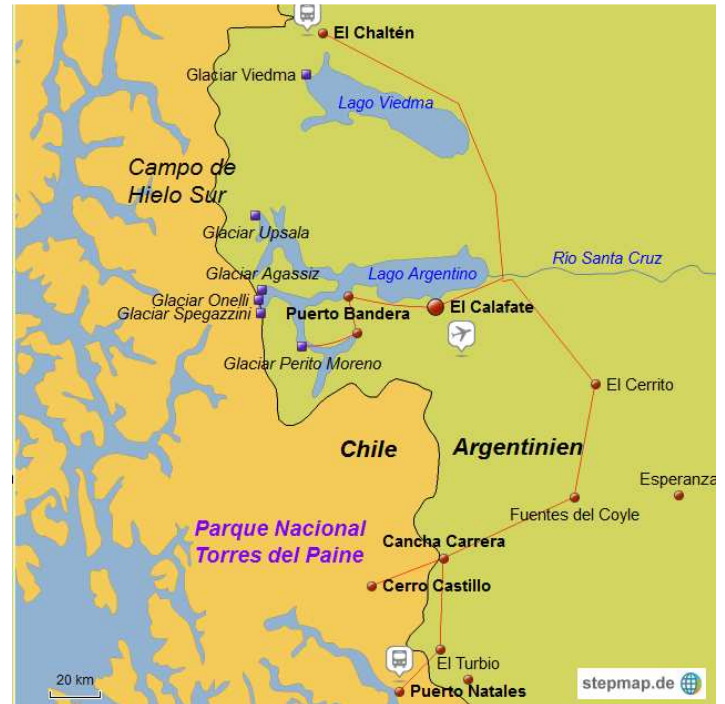 El Chaltén
Glaciar Viedma
Lago Viedma
Campo de
Hielo Sur
Glaciar Upsala
Glaciar Agassiz
Lago Argentino
Rio Santa Cruz
Glaciar Onelli
Glaciar Spegazzini
Puerto Bandera
El Calafate
Glaciar Perito Moreno
El Cerrito
Chile
Argentinien
Esperanza
Fuentes del Coyle
Parque Nacional
Torres del Paine
Cancha Carrera
Cerro Castillo
El Turbio
20 km
Puerto Natales
stepmap.de